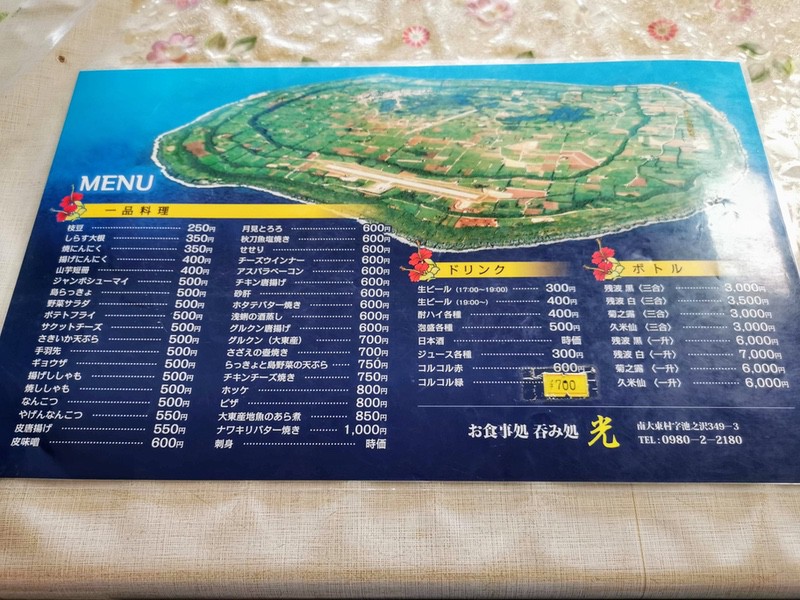 MENU
一品料理
枝豆 250円
しらす大根 350円
焼にんにく 350円
揚げにんにく 400円
山芋短冊 400円
ジャンボシューマイ 500円
島らっきょ 500円
野菜サラダ 500円
ポテトフライ 500円
サケットチーズ 500円
さきいか天ぷら 500円
手羽先 500円
ギョウザ 500円
揚げししゃも 500円
焼ししゃも 500円
なんこつ 500円
やげんなんこつ 550円
皮唐揚げ 550円
皮味噌 600円
月見とろろ 600円
秋刀魚塩焼き 600円
せせり 600円
チーズウインナー 600円
アスパラベーコン 600円
チキン唐揚げ 600円
砂肝 600円
ホタテバター焼き 600円
浅蜊の酒蒸し 600円
グルクン唐揚げ 600円
グルクン（大東産） 700円
さざえの壺焼き 700円
らっきょと島野菜の天ぷら 750円
チキンチーズ焼き 750円
ホッケ 800円
ピザ 800円
大東産地魚のあら煮 850円
ナワキリバター焼き 1,000円
刺身 時価
ドリンク
生ビール（17:00〜19:00） 300円
生ビール（19:00〜） 400円
酎ハイ各種 400円
泡盛各種 500円
日本酒 時価
ジュース各種 300円
コルコル赤 600円
コルコル緑 ¥700
ボトル
残波 黒〈三合〉 3,000円
残波 白〈三合〉 3,500円
菊之露〈三合〉 3,000円
久米仙〈三合〉 3,000円
残波 黒〈一升〉 6,000円
残波 白〈一升〉 7,000円
菊之露〈一升〉 6,000円
久米仙〈一升〉 6,000円
お食事処 呑み処 光
南大東村字池之沢349−3
TEL:0980−2−2180